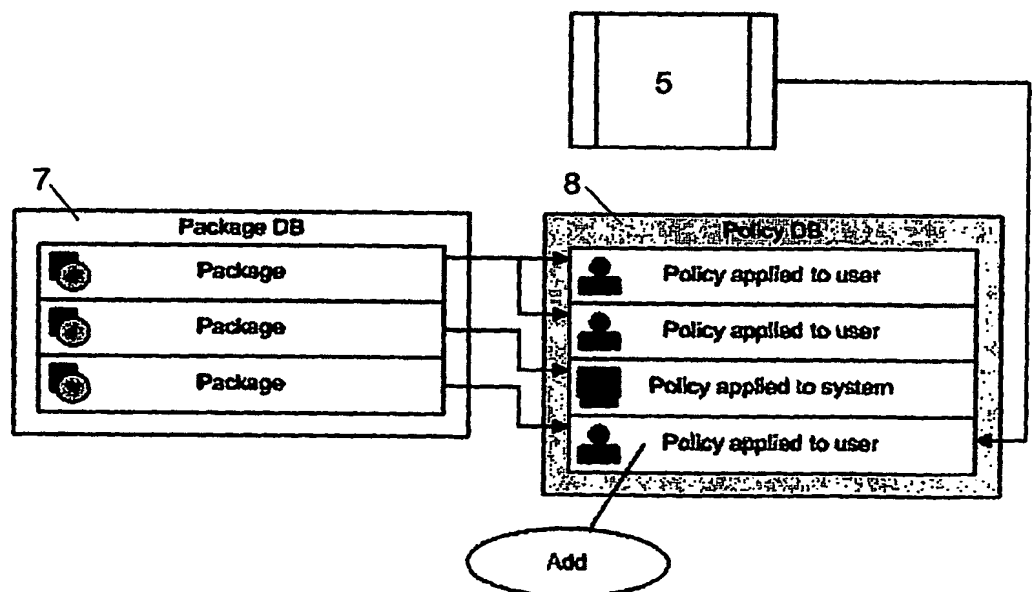 5
7
Package DB
Package
Package
Package
8
Policy DB
Policy applied to user
Policy applied to user
Policy applied to system
Policy applied to user
Add